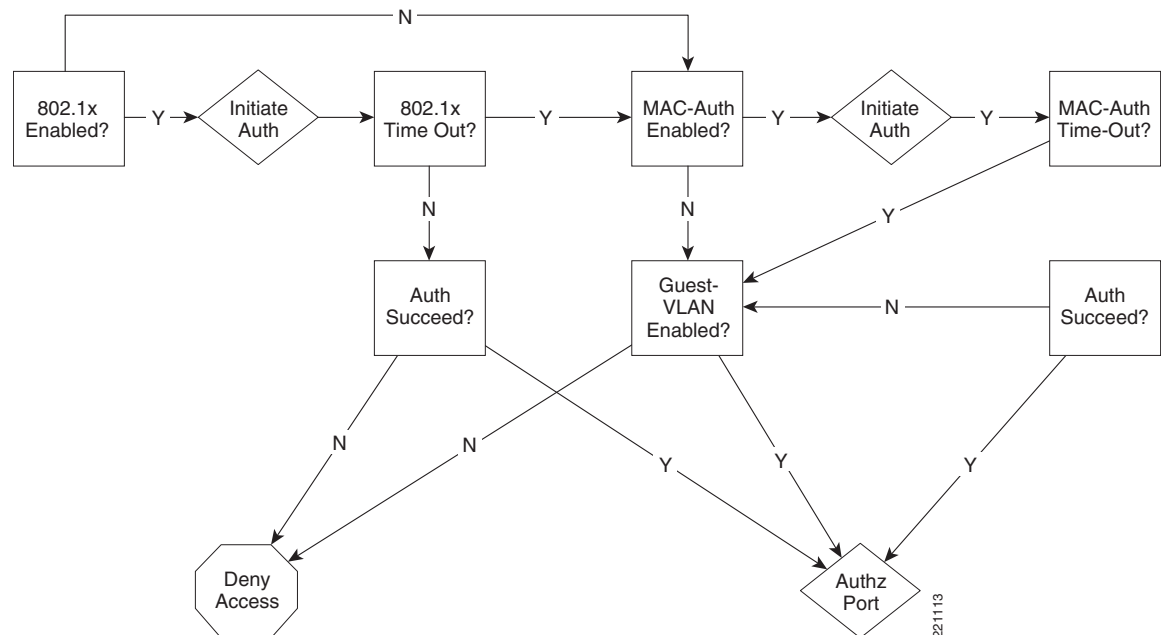 N
802.1x
Enabled?
Y
Initiate
Auth
802.1x
Time Out?
Y
MAC-Auth
Enabled?
Y
Initiate
Auth
Y
MAC-Auth
Time-Out?
N
N
Y
Auth
Succeed?
Guest-
VLAN
Enabled?
N
Auth
Succeed?
N
N
Y
Y
Y
Deny
Access
Authz
Port
221113